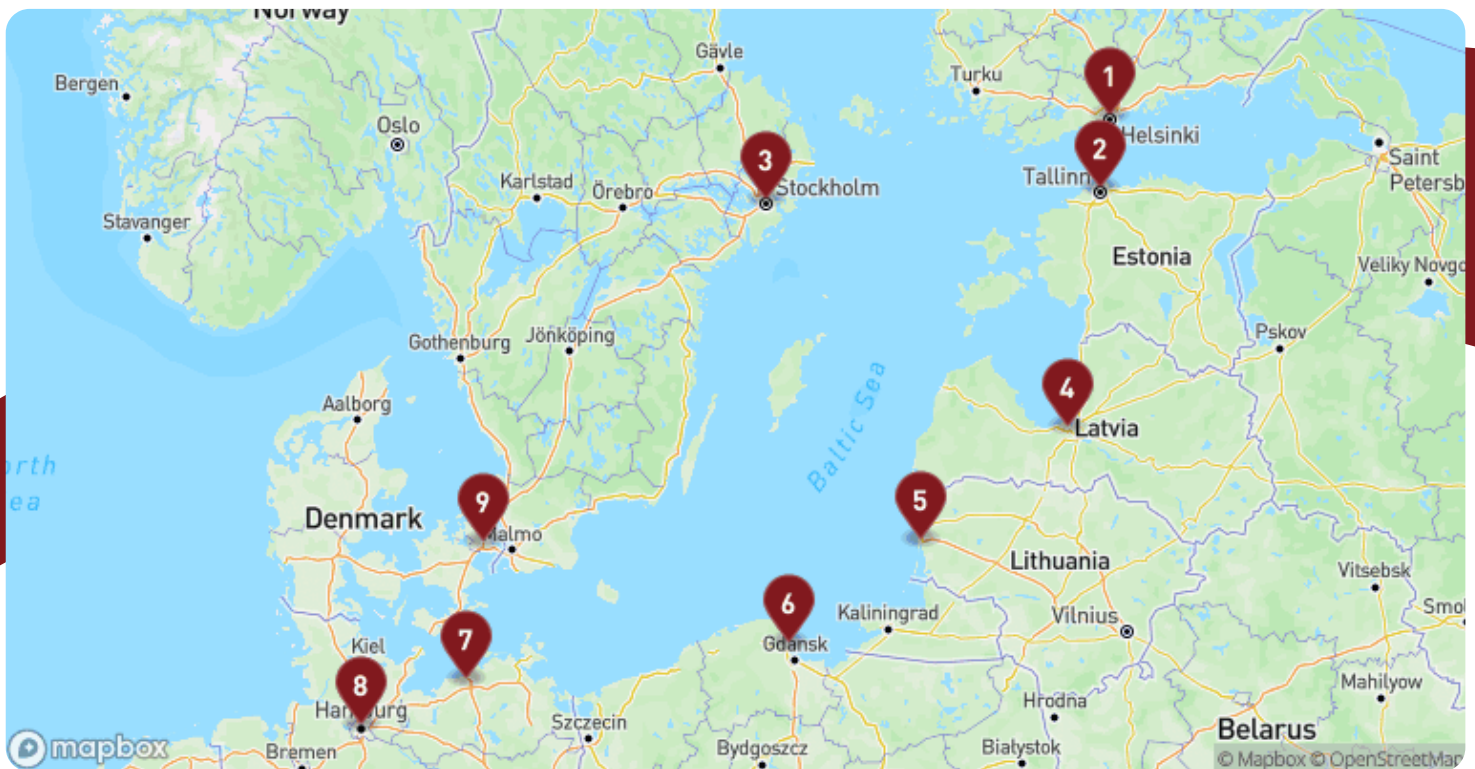 Norway
Bergen
Gävle
Turku
1
Oslo
Helsinki
2
Saint
Petersb
3
Tallinn
Karlstad
Örebro
Stockholm
Stavanger
Estonia
Veliky Novgo
Gothenburg
Jönköping
Pskov
Baltic Sea
4
Aalborg
Latvia
orth
ea
9
5
Denmark
Malmo
Lithuania
Vitsebsk
6
Kaliningrad
Smol
Vilnius
7
Kiel
Gdansk
8
Mahilyow
Hrodna
Hamburg
Szczecin
Belarus
Bremen
Bydgoszcz
Białystok
mapbox
© Mapbox © OpenStreetMap